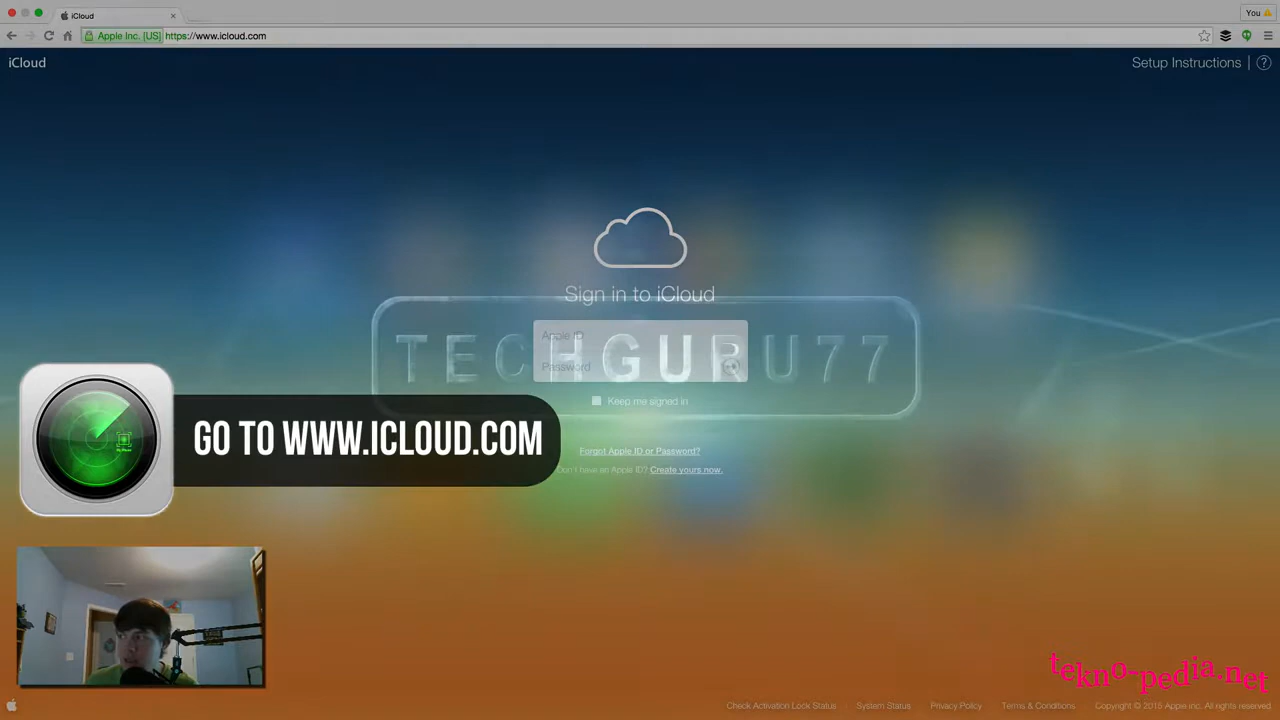 iCloud
You
Apple Inc. [US] https://www.icloud.com
iCloud
Setup Instructions | ?
Sign in to iCloud
Apple ID
TECHGURU77
Password
Keep me signed in
GO TO WWW.ICLOUD.COM
Forgot Apple ID or Password?
Don't have an Apple ID? Create yours now.
tekno-pedia.net
Check Activation Lock Status System Status Privacy Policy Terms & Conditions Copyright © 2015 Apple Inc. All rights reserved.